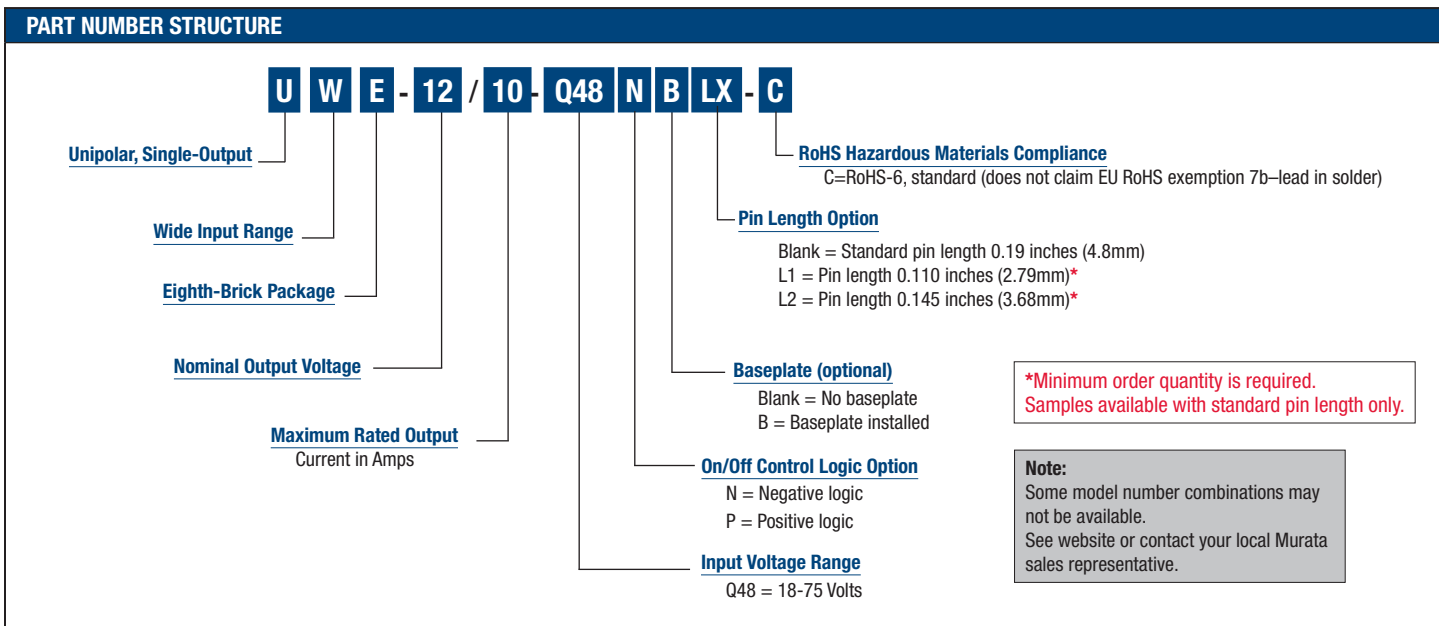 PART NUMBER STRUCTURE
U W E - 12 / 10 - Q48 N B LX - C
Unipolar, Single-Output
RoHS Hazardous Materials Compliance
C=RoHS-6, standard (does not claim EU RoHS exemption 7b–lead in solder)
Wide Input Range
Pin Length Option
Blank = Standard pin length 0.19 inches (4.8mm)
L1 = Pin length 0.110 inches (2.79mm)*
L2 = Pin length 0.145 inches (3.68mm)*
Eighth-Brick Package
Nominal Output Voltage
Baseplate (optional)
Blank = No baseplate
B = Baseplate installed
*Minimum order quantity is required.
Samples available with standard pin length only.
Maximum Rated Output
Current in Amps
On/Off Control Logic Option
N = Negative logic
P = Positive logic
Note:
Some model number combinations may
not be available.
See website or contact your local Murata
sales representative.
Input Voltage Range
Q48 = 18-75 Volts